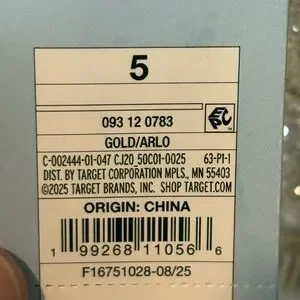 5
093 12 0783
GOLD/ARLO
C-002444-01-047 CJ20_50C01-0025 63-P1-1
DIST. BY TARGET CORPORATION MPLS., MN 55403
©2025 TARGET BRANDS, INC. SHOP TARGET.COM
ORIGIN: CHINA
1 99268 11056 6
F16751028-08/25